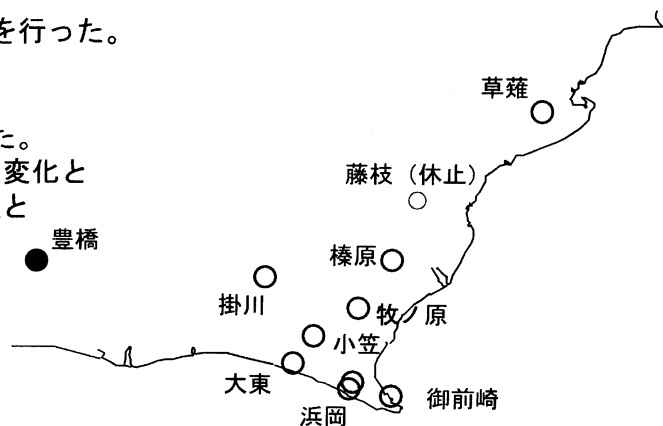 を行った。
草薙
た。
変化と
藤枝（休止）
と
豊橋
榛原
掛川
牧ノ原
小笠
大東
御前崎
浜岡